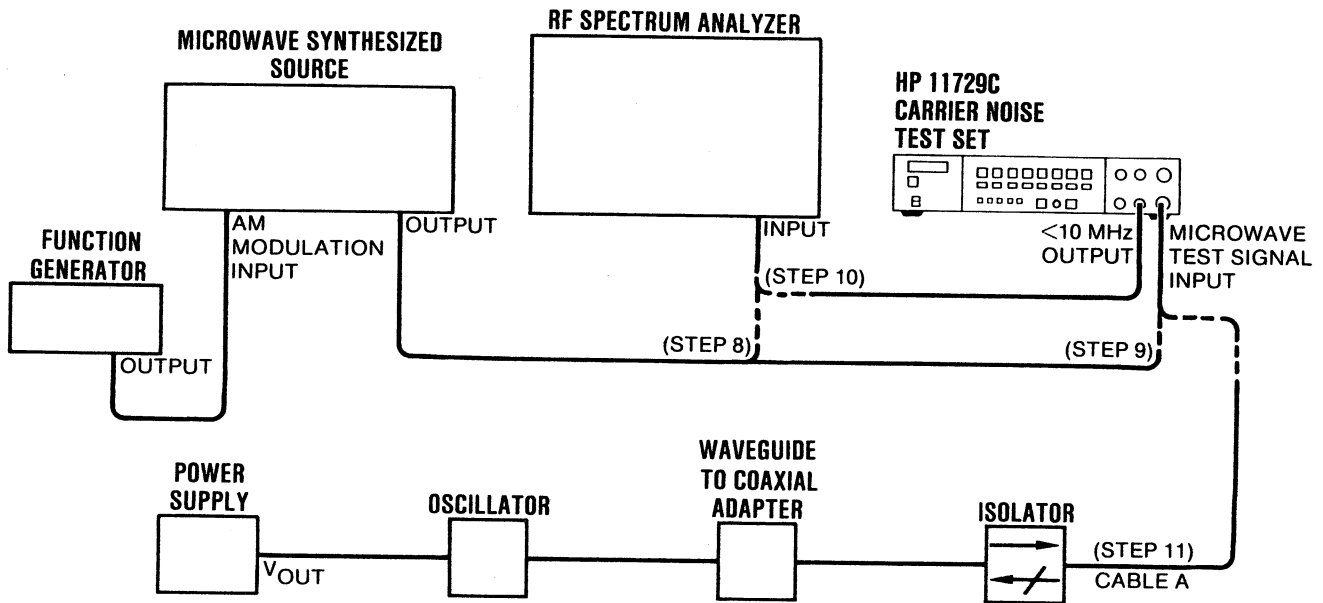 MICROWAVE SYNTHESIZED
SOURCE
RF SPECTRUM ANALYZER
HP 11729C
CARRIER NOISE
TEST SET
FUNCTION
GENERATOR
AM
MODULATION
INPUT
OUTPUT
INPUT
<10 MHz
OUTPUT
MICROWAVE
TEST SIGNAL
INPUT
(STEP 10)
(STEP 8)
(STEP 9)
OUTPUT
POWER
SUPPLY
VOUT
OSCILLATOR
WAVEGUIDE
TO COAXIAL
ADAPTER
ISOLATOR
(STEP 11)
CABLE A